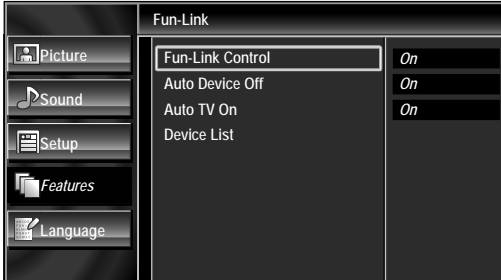 Fun-Link
Picture
Sound
Setup
Features
Language
Fun-Link Control On
Auto Device Off On
Auto TV On On
Device List